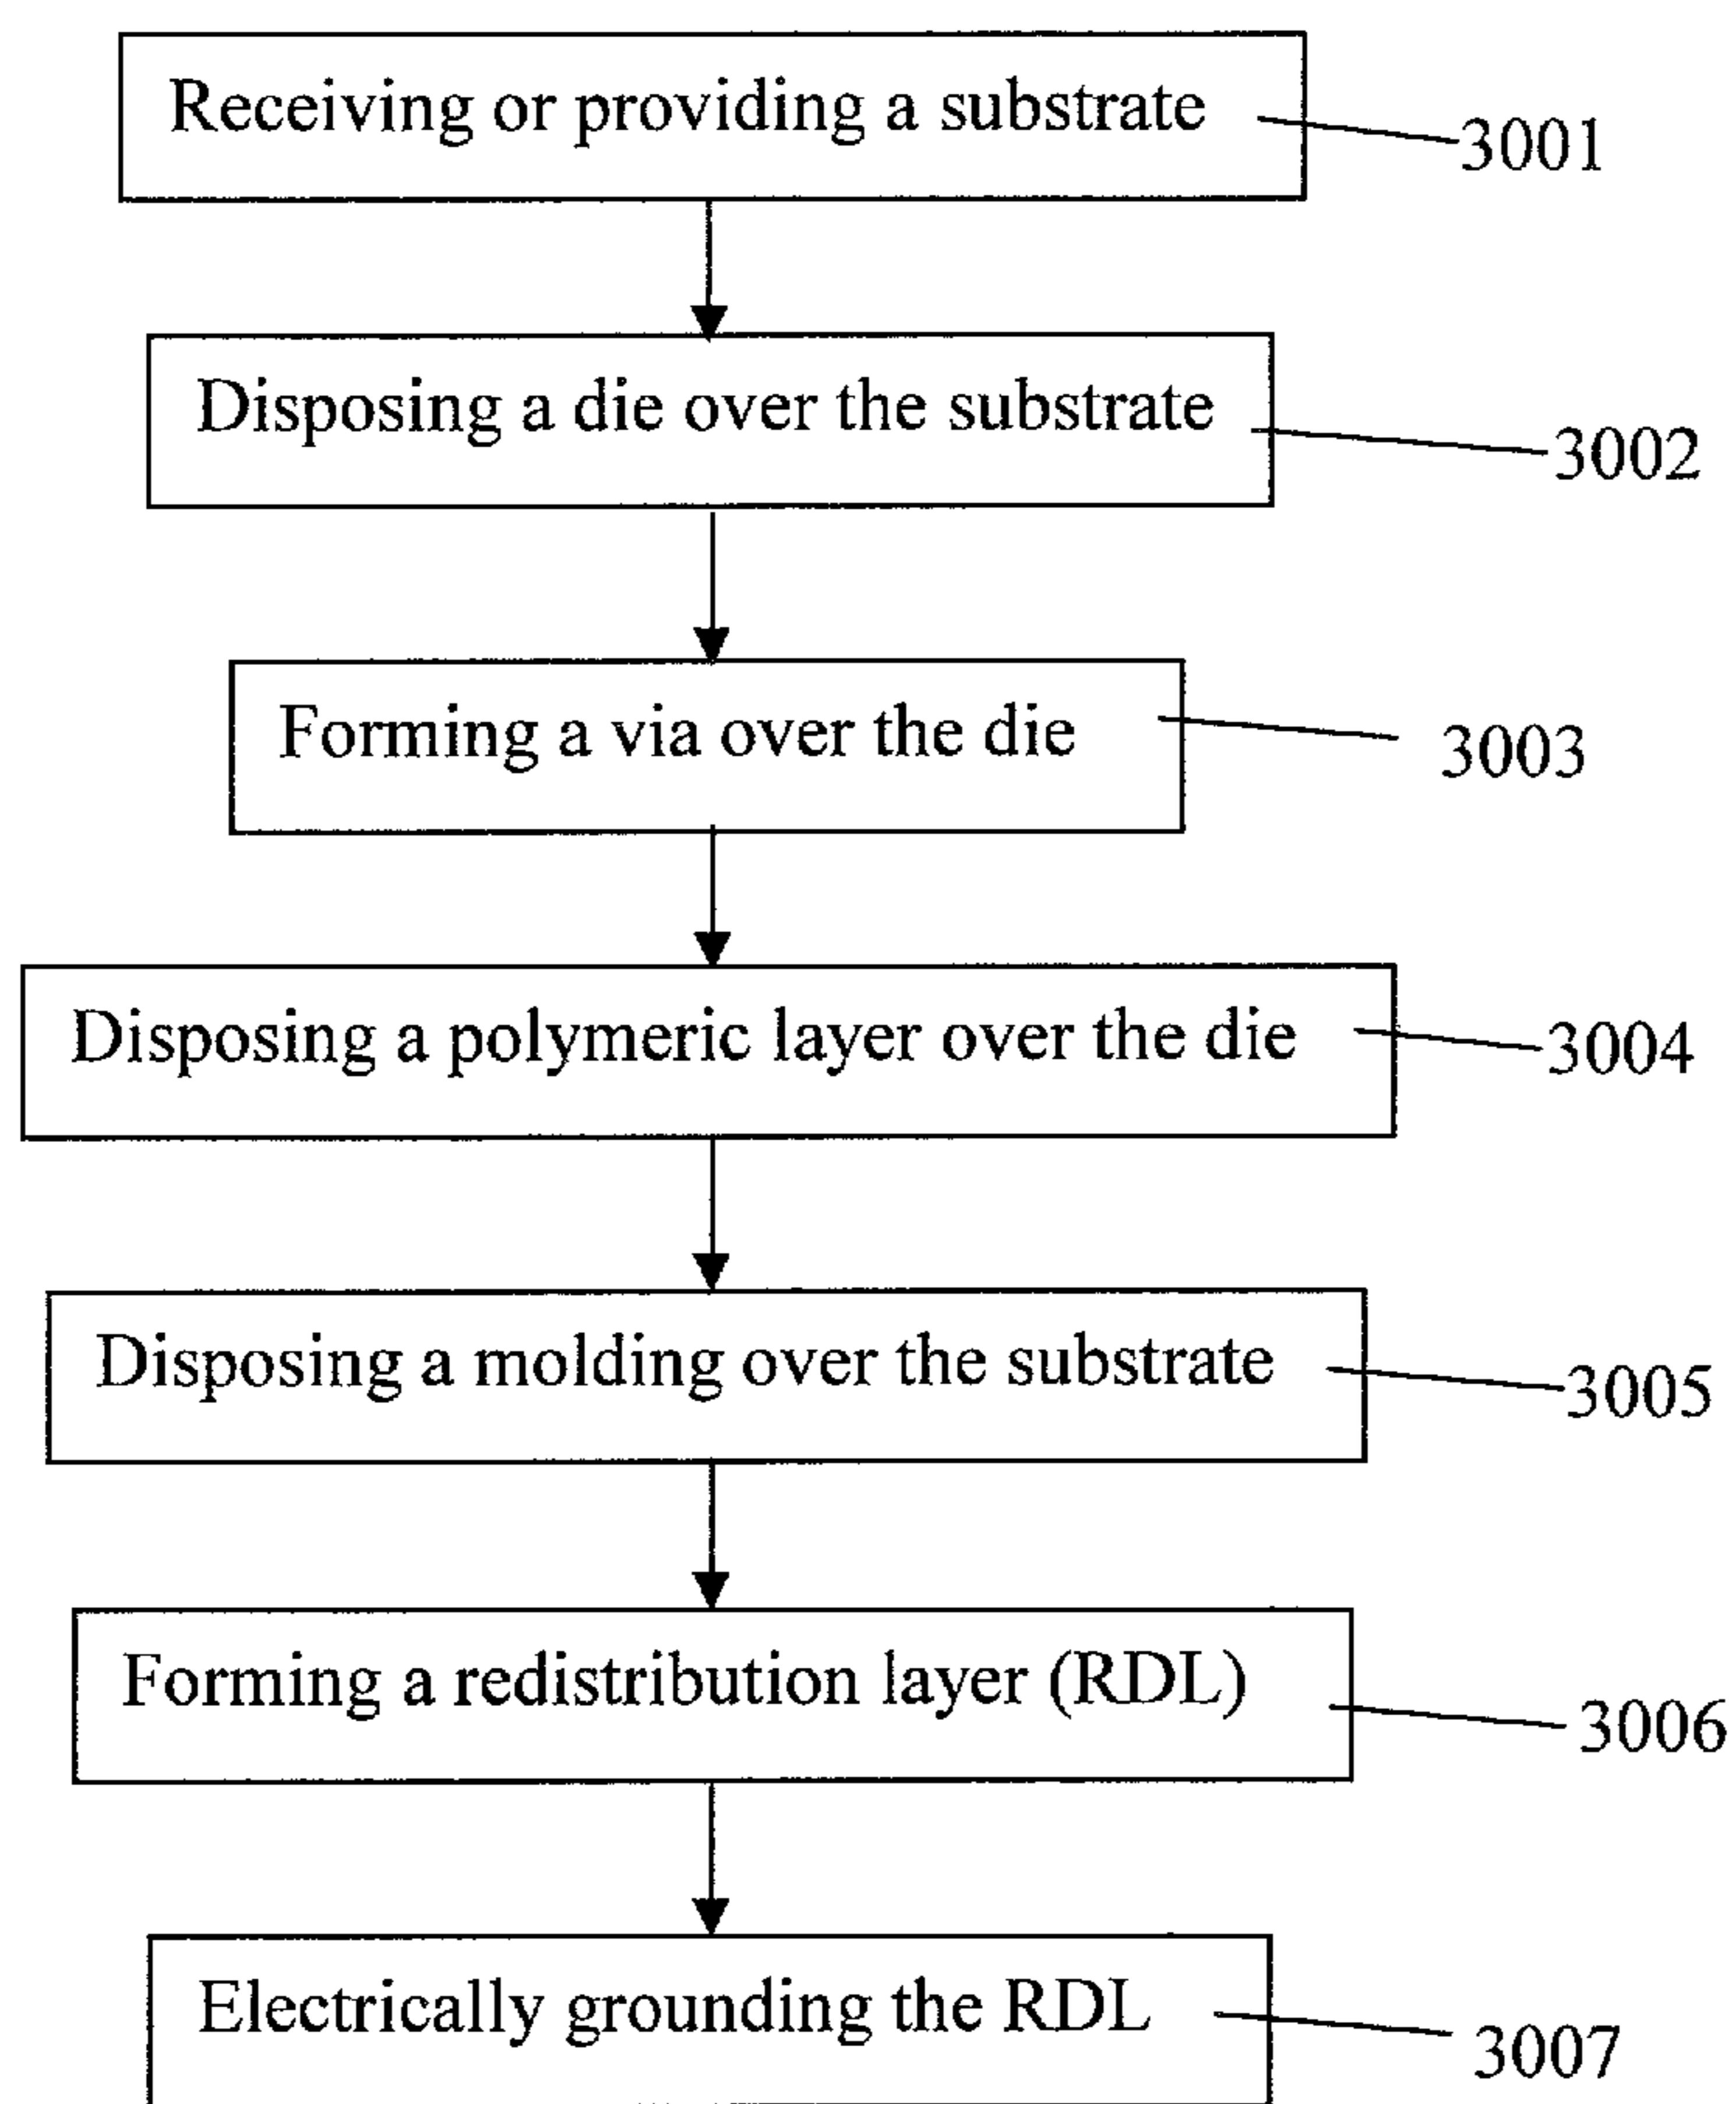 Receiving or providing a substrate
3001
Disposing a die over the substrate
3002
Forming a via over the die
3003
Disposing a polymeric layer over the die
3004
Disposing a molding over the substrate
3005
Forming a redistribution layer (RDL)
3006
Electrically grounding the RDL
3007